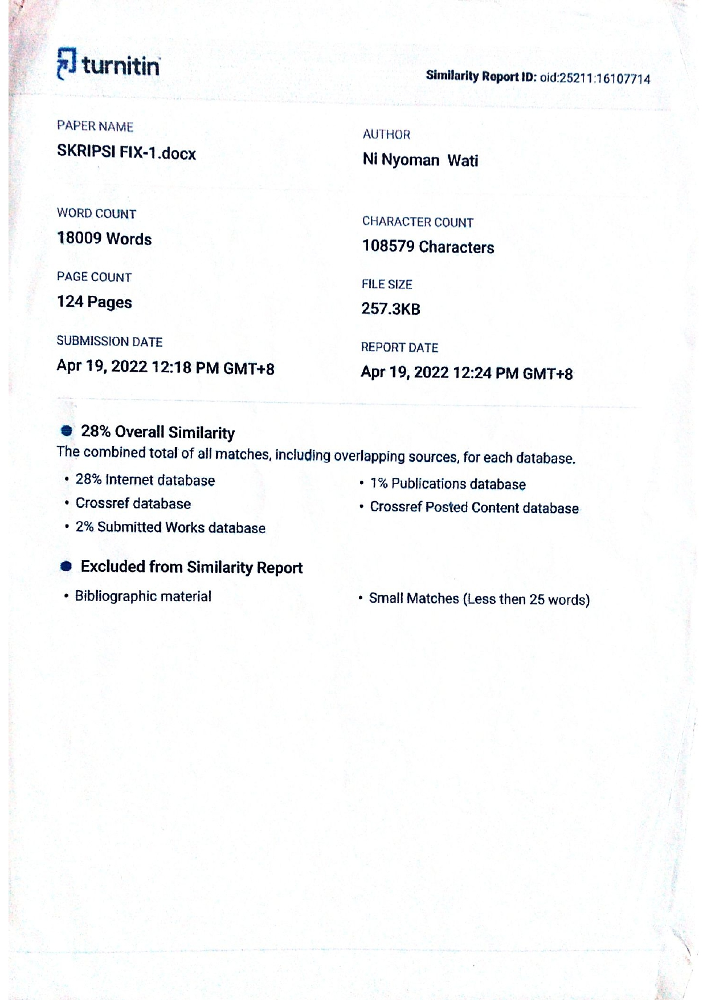 turnitin
Similarity Report ID: oid:25211:16107714
PAPER NAME
SKRIPSI FIX-1.docx
AUTHOR
Ni Nyoman Wati
WORD COUNT
18009 Words
CHARACTER COUNT
108579 Characters
PAGE COUNT
124 Pages
FILE SIZE
257.3KB
SUBMISSION DATE
Apr 19, 2022 12:18 PM GMT+8
REPORT DATE
Apr 19, 2022 12:24 PM GMT+8
● 28% Overall Similarity
The combined total of all matches, including overlapping sources, for each database.
• 28% Internet database
• 1% Publications database
• Crossref database
• Crossref Posted Content database
• 2% Submitted Works database
● Excluded from Similarity Report
• Bibliographic material
• Small Matches (Less then 25 words)